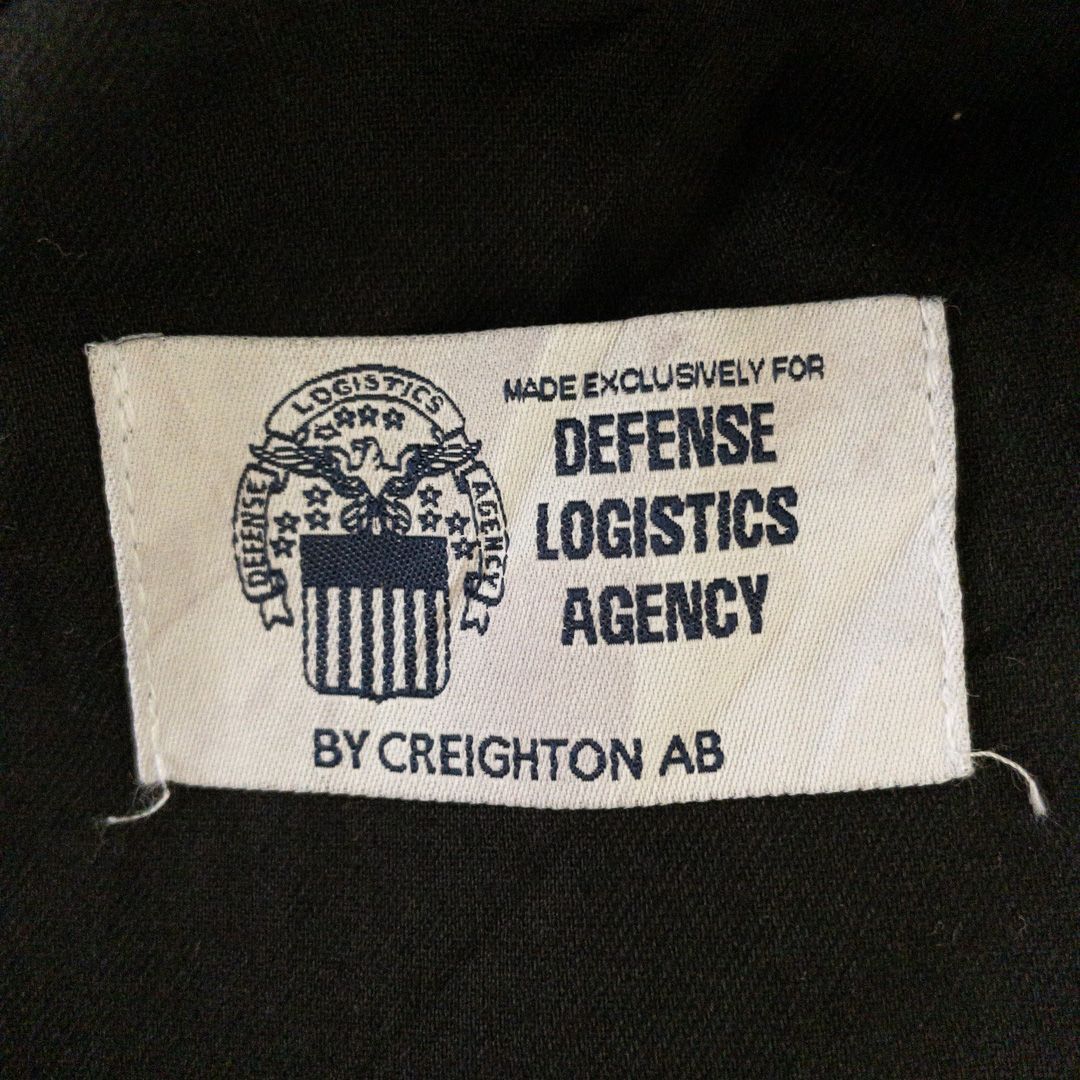 DEFENSE
LOGISTICS
AGENCY
MADE EXCLUSIVELY FOR
DEFENSE
LOGISTICS
AGENCY
BY CREIGHTON AB